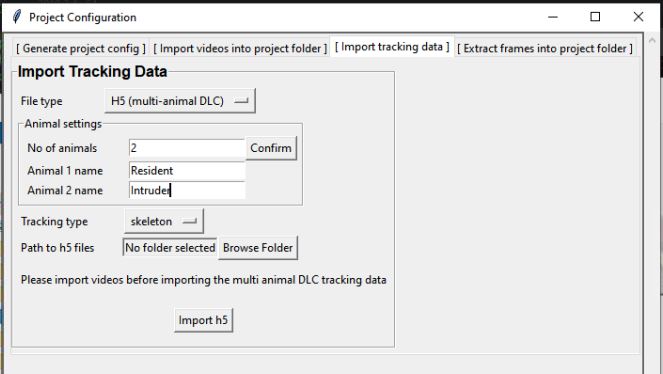 Project Configuration
[ Generate project config ] [ Import videos into project folder ] [ Import tracking data ] [ Extract frames into project folder ]
Import Tracking Data
File type H5 (multi-animal DLC)
Animal settings
No of animals 2 Confirm
Animal 1 name Resident
Animal 2 name Intruder
Tracking type skeleton
Path to h5 files No folder selected Browse Folder
Please import videos before importing the multi animal DLC tracking data
Import h5